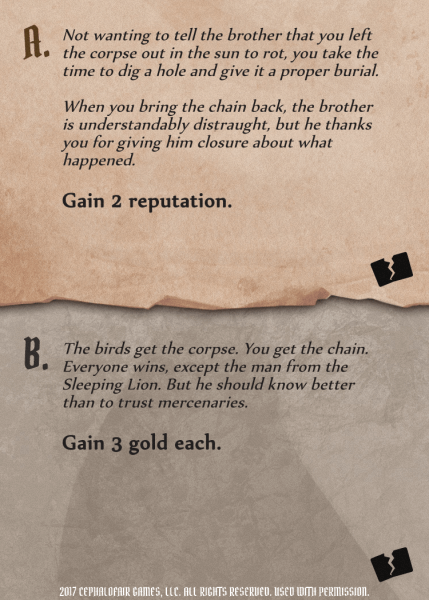 A. Not wanting to tell the brother that you left
the corpse out in the sun to rot, you take the
time to dig a hole and give it a proper burial.
When you bring the chain back, the brother
is understandably distraught, but he thanks
you for giving him closure about what
happened.
Gain 2 reputation.
B. The birds get the corpse. You get the chain.
Everyone wins, except the man from the
Sleeping Lion. But he should know better
than to trust mercenaries.
Gain 3 gold each.
2017 CEPHALOFAIR GAMES, LLC. ALL RIGHTS RESERVED. USED WITH PERMISSION.